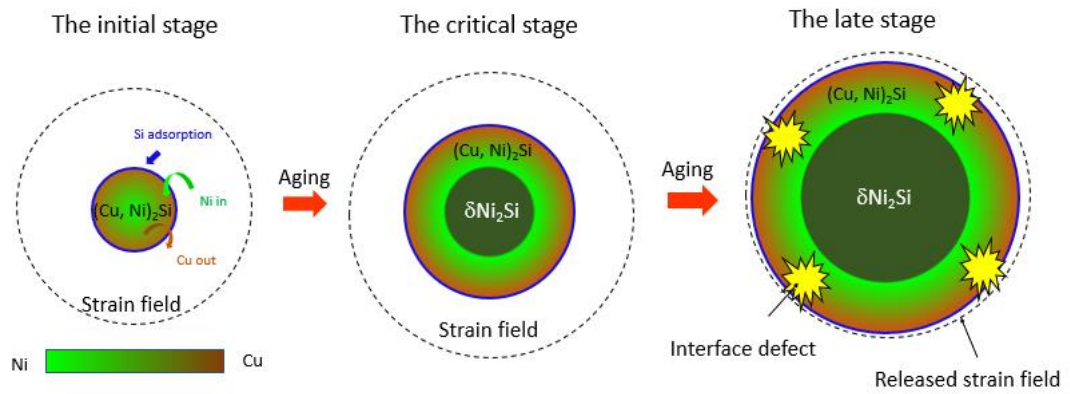 The initial stage
The critical stage
The late stage
Si adsorption
(Cu, Ni)₂Si
Ni in
Cu out
Strain field
Ni
Cu
Aging
(Cu, Ni)₂Si
δNi₂Si
Strain field
Aging
(Cu, Ni)₂Si
δNi₂Si
Interface defect
Released strain field